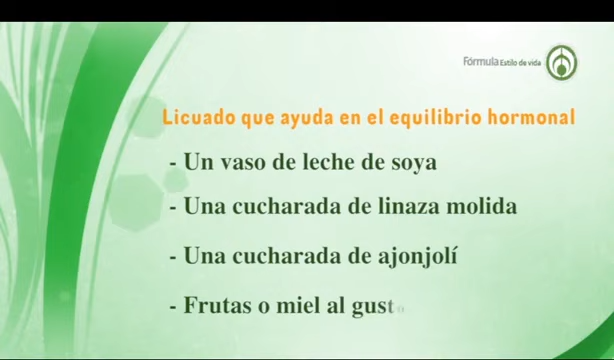 Fórmula Estilo de vida
Licuado que ayuda en el equilibrio hormonal
- Un vaso de leche de soya
- Una cucharada de linaza molida
- Una cucharada de ajonjolí
- Frutas o miel al gusto